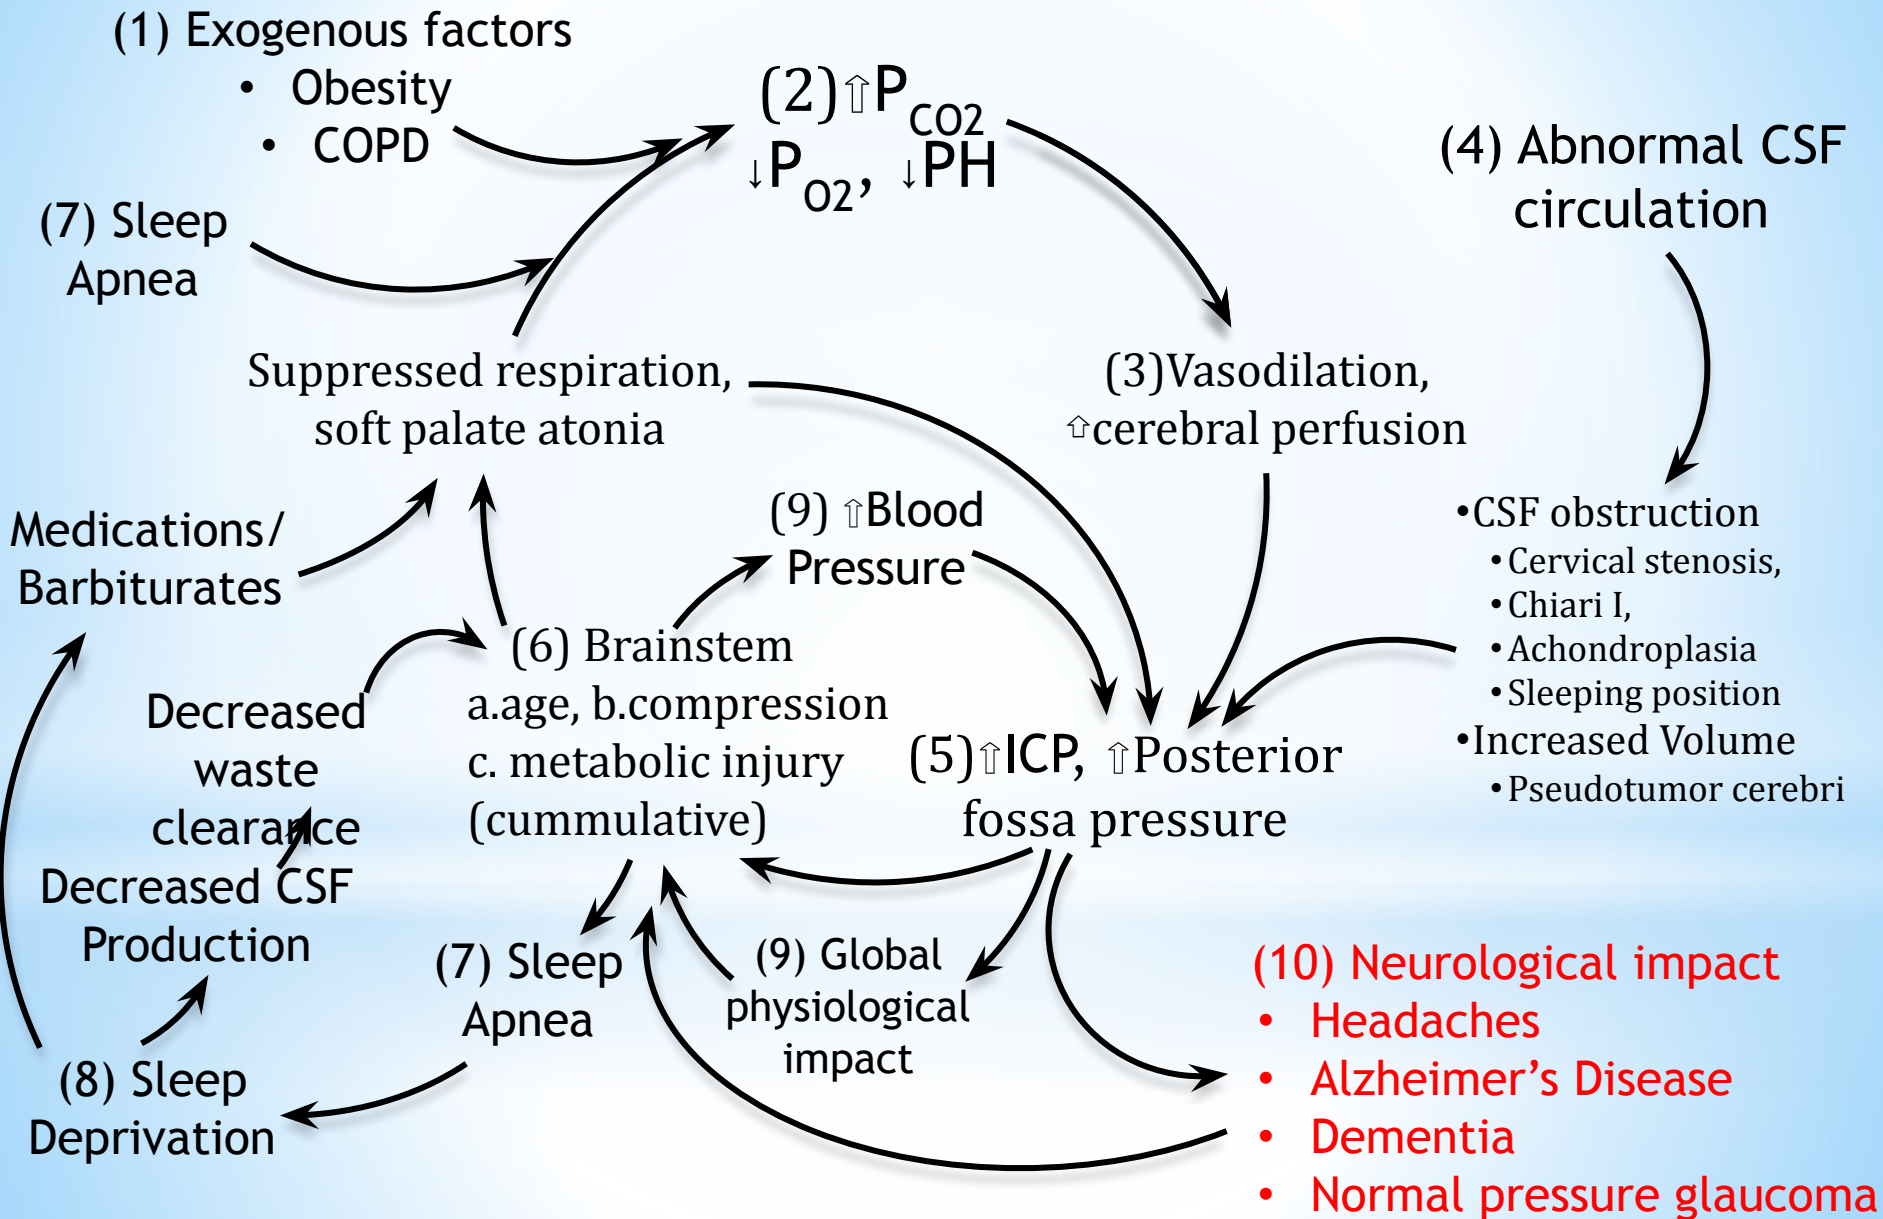 (1) Exogenous factors
• Obesity
• COPD
(2)⇧P CO2
↓P O2, ↓PH
(4) Abnormal CSF
circulation
(7) Sleep
Apnea
Suppressed respiration,
soft palate atonia
(3)Vasodilation,
⇧cerebral perfusion
Medications/
Barbiturates
(9) ⇧Blood
Pressure
•CSF obstruction
•Cervical stenosis,
•Chiari I,
•Achondroplasia
•Sleeping position
•Increased Volume
•Pseudotumor cerebri
(6) Brainstem
a.age, b.compression
c. metabolic injury
(cummulative)
Decreased
waste
clearance
Decreased CSF
Production
(5)⇧ICP, ⇧Posterior
fossa pressure
(7) Sleep
Apnea
(9) Global
physiological
impact
(8) Sleep
Deprivation
(10) Neurological impact
• Headaches
• Alzheimer’s Disease
• Dementia
• Normal pressure glaucoma